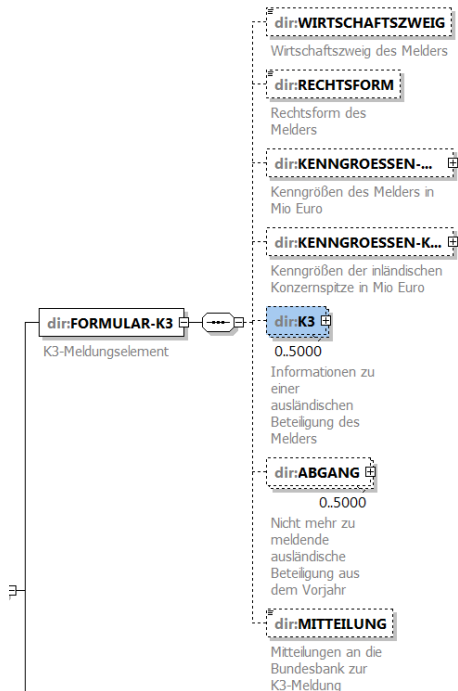 dir:WIRTSCHAFTSZWEIG
Wirtschaftszweig des Melders
dir:RECHTSFORM
Rechtsform des
Melders
dir:KENNGROESSEN-...
Kenngrößen des Melders in
Mio Euro
dir:KENNGROESSEN-K...
Kenngrößen der inländischen
Konzernspitze in Mio Euro
dir:FORMULAR-K3
K3-Meldungselement
dir:K3
0..5000
Informationen zu
einer
ausländischen
Beteiligung des
Melders
dir:ABGANG
0..5000
Nicht mehr zu
meldende
ausländische
Beteiligung aus
dem Vorjahr
dir:MITTEILUNG
Mitteilungen an die
Bundesbank zur
K3-Meldung